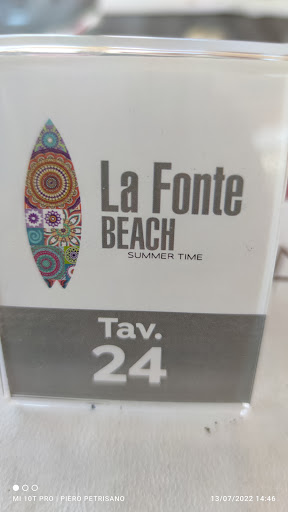 La Fonte
BEACH
SUMMER TIME
Tav.
24
MI 10T PRO | PIERO PETRISANO
13/07/2022 14:46